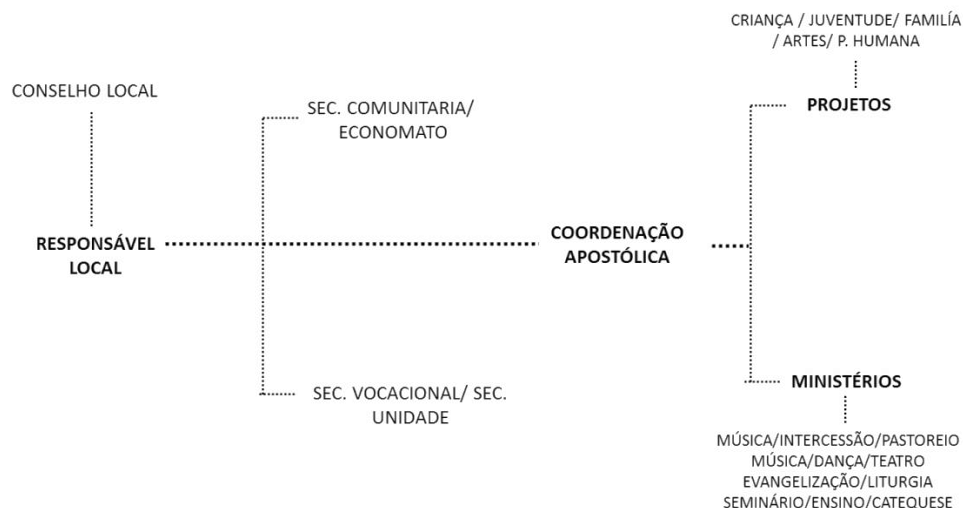 CRIANÇA / JUVENTUDE/ FAMILÍA
/ ARTES/ P. HUMANA
CONSELHO LOCAL
SEC. COMUNITARIA/
ECONOMATO
PROJETOS
RESPONSÁVEL
LOCAL
COORDENAÇÃO
APOSTÓLICA
SEC. VOCACIONAL/ SEC.
UNIDADE
MINISTÉRIOS
MÚSICA/INTERCESSÃO/PASTOREIO
MÚSICA/DANÇA/TEATRO
EVANGELIZAÇÃO/LITURGIA
SEMINÁRIO/ENSINO/CATEQUESE